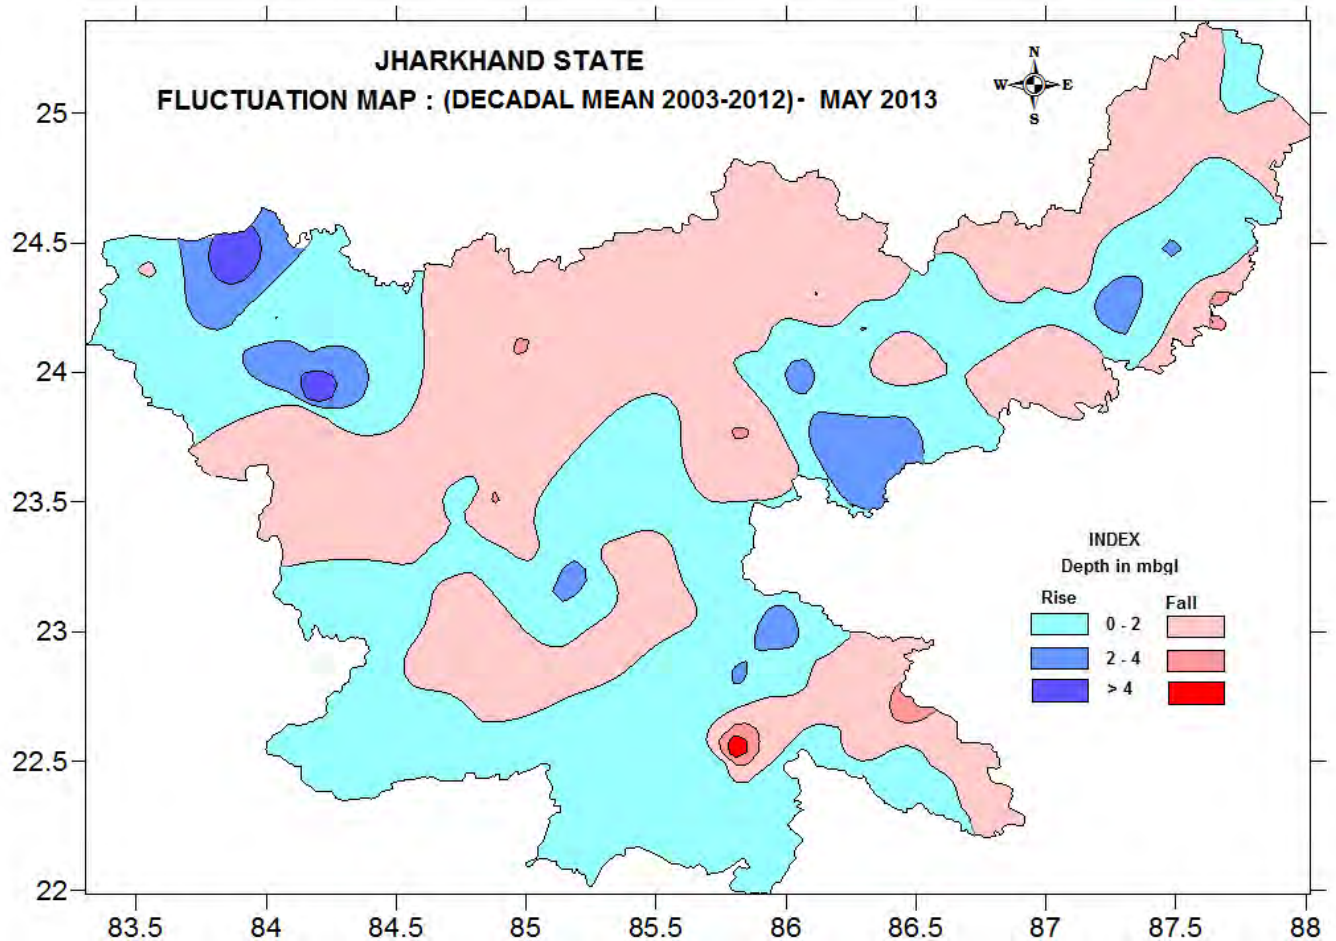 JHARKHAND STATE
FLUCTUATION MAP : (DECADAL MEAN 2003-2012)- MAY 2013
N
W E
S
25
24.5
24
23.5
23
22.5
22
INDEX
Depth in mbgl
Rise Fall
0 - 2
2 - 4
> 4
83.5 84 84.5 85 85.5 86 86.5 87 87.5 88